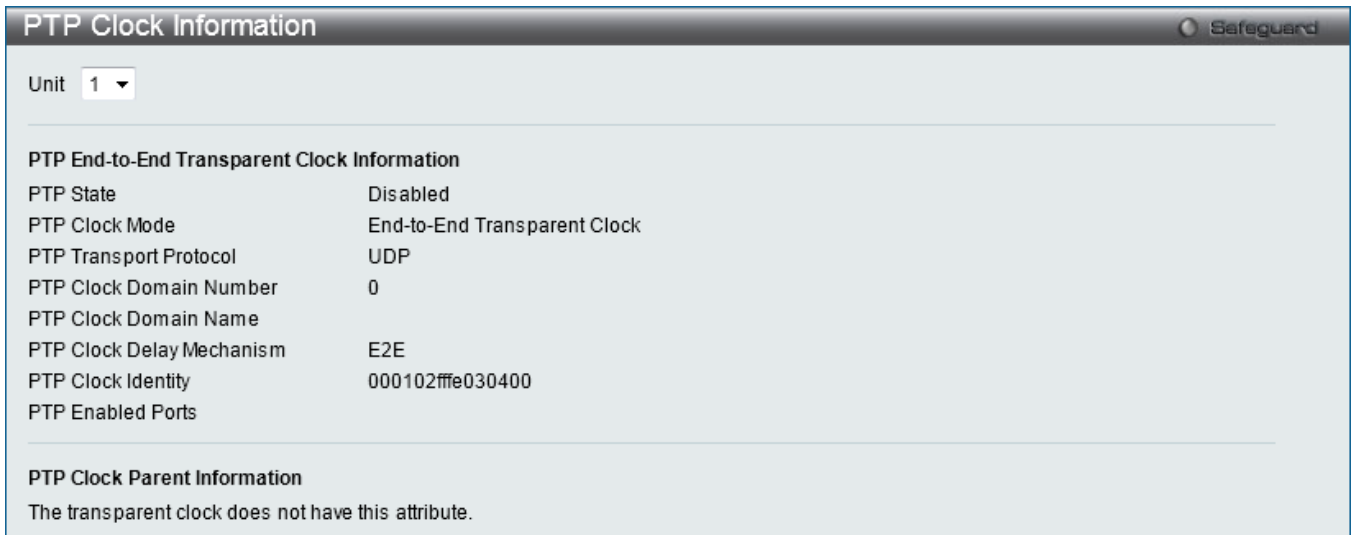 PTP Clock Information
Safeguard
Unit 1
PTP End-to-End Transparent Clock Information
PTP State Disabled
PTP Clock Mode End-to-End Transparent Clock
PTP Transport Protocol UDP
PTP Clock Domain Number 0
PTP Clock Domain Name
PTP Clock Delay Mechanism E2E
PTP Clock Identity 000102fffe030400
PTP Enabled Ports
PTP Clock Parent Information
The transparent clock does not have this attribute.